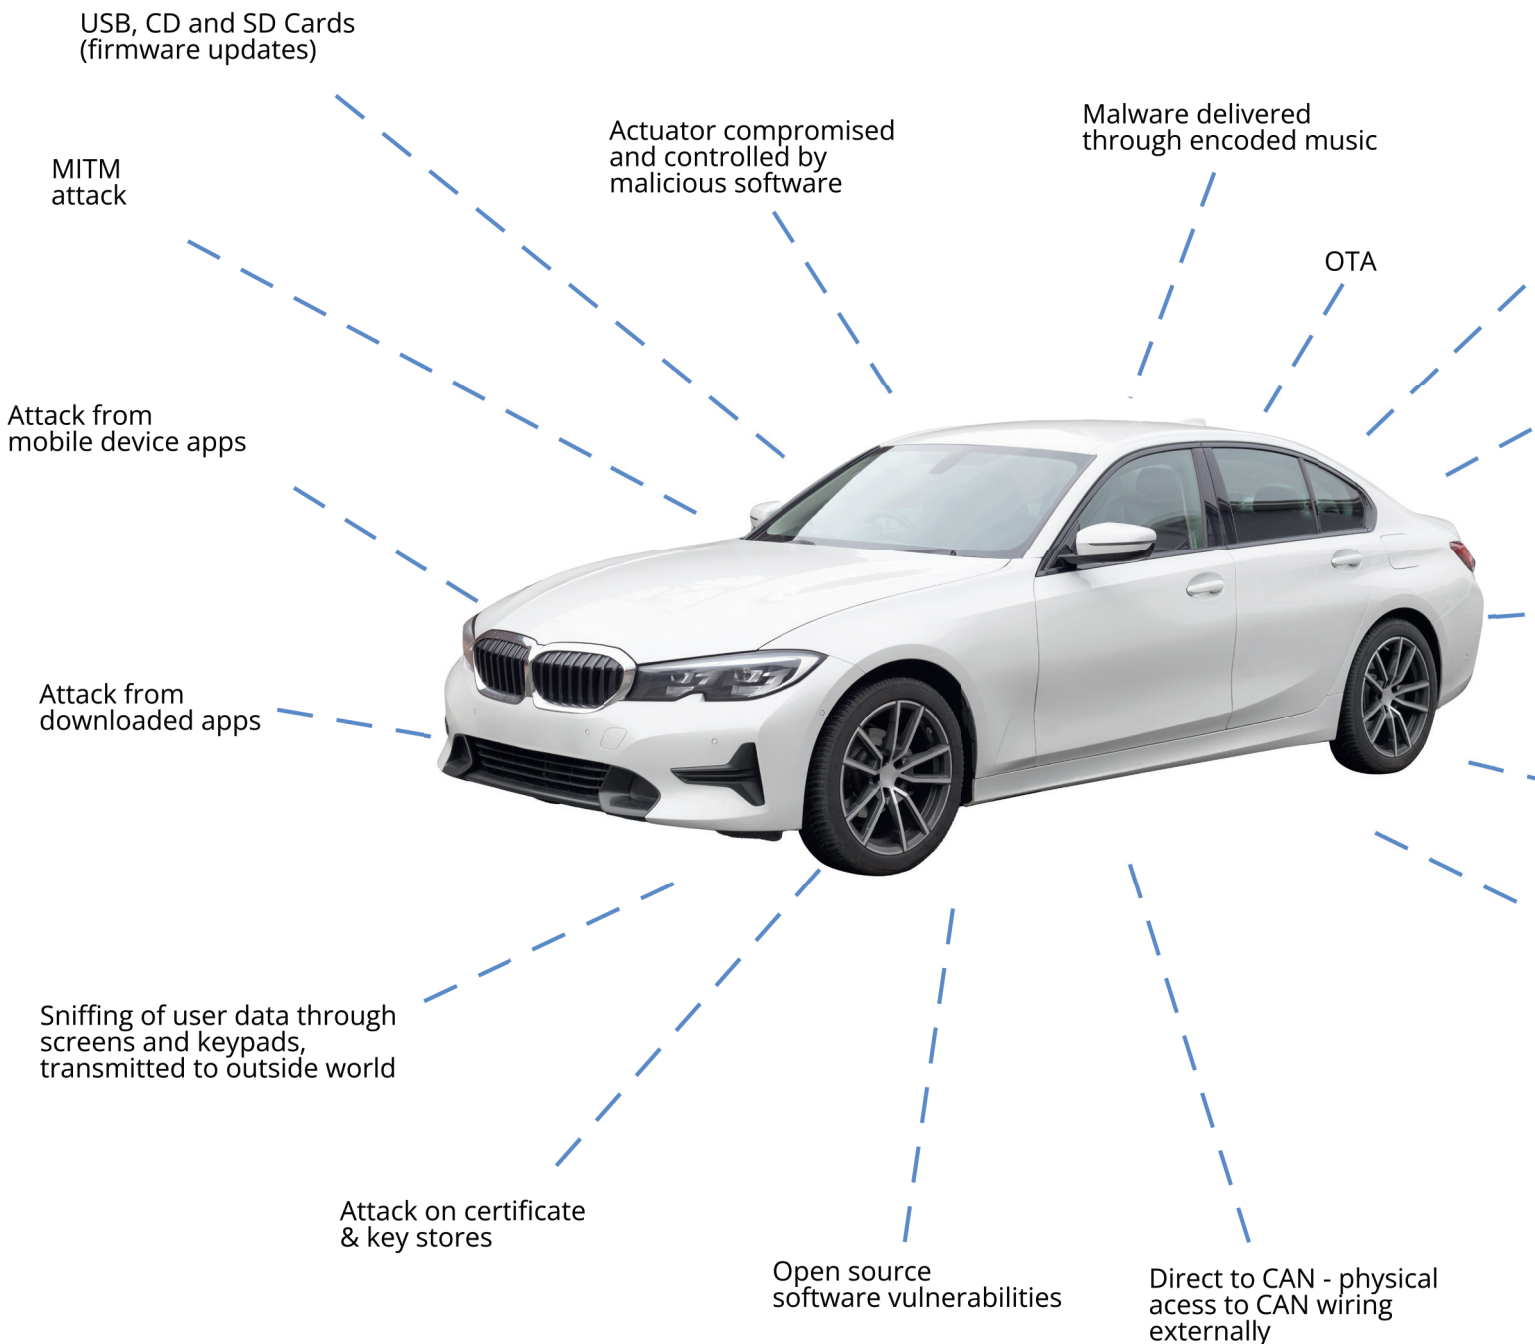 USB, CD and SD Cards
(firmware updates)
MITM
attack
Actuator compromised
and controlled by
malicious software
Malware delivered
through encoded music
OTA
Attack from
mobile device apps
Attack from
downloaded apps
Sniffing of user data through
screens and keypads,
transmitted to outside world
Attack on certificate
& key stores
Open source
software vulnerabilities
Direct to CAN - physical
acess to CAN wiring
externally